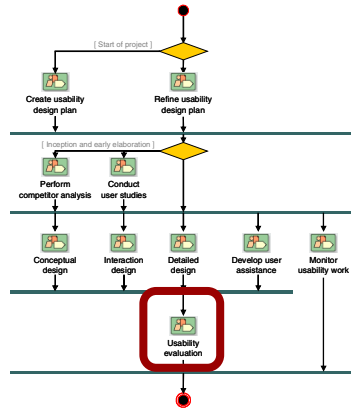 [ Start of project ]
Create usability
design plan
Refine usability
design plan
[ Inception and early elaboration ]
Perform
competitor analysis
Conduct
user studies
Conceptual
design
Interaction
design
Detailed
design
Develop user
assistance
Monitor
usability work
Usability
evaluation